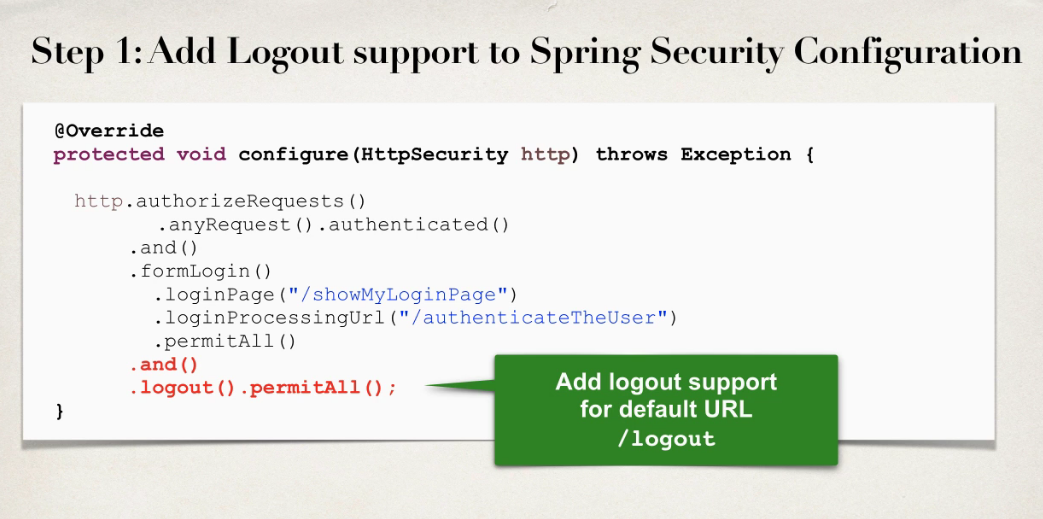 Step 1: Add Logout support to Spring Security Configuration
@Override
protected void configure(HttpSecurity http) throws Exception {
http.authorizeRequests()
.anyRequest().authenticated()
.and()
.formLogin()
.loginPage("/showMyLoginPage")
.loginProcessingUrl("/authenticateTheUser")
.permitAll()
.and()
.logout().permitAll();
}
Add logout support
for default URL
/logout